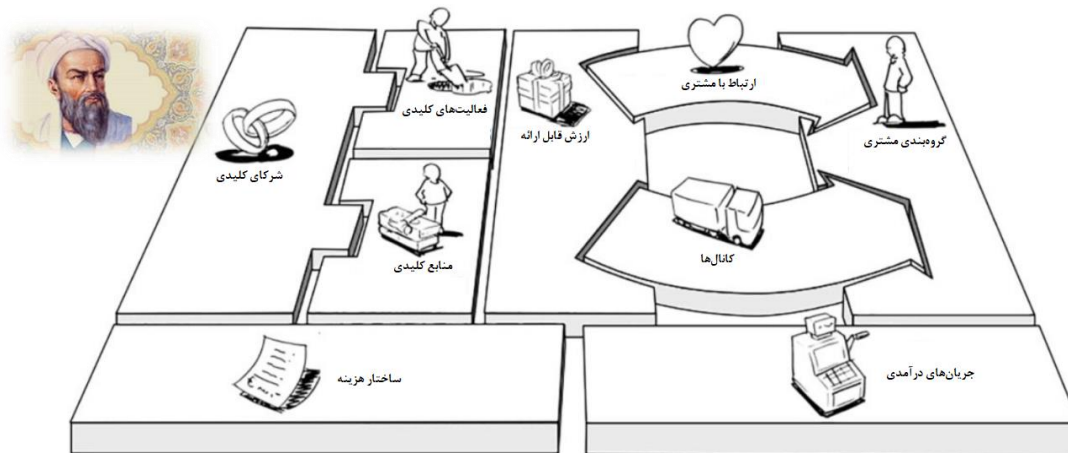 ارتباط با مشتری
فعالیت‌های کلیدی
ارزش قابل ارائه
گروه‌بندی مشتری
شرکای کلیدی
کانال‌ها
منابع کلیدی
جریان‌های درآمدی
ساختار هزینه